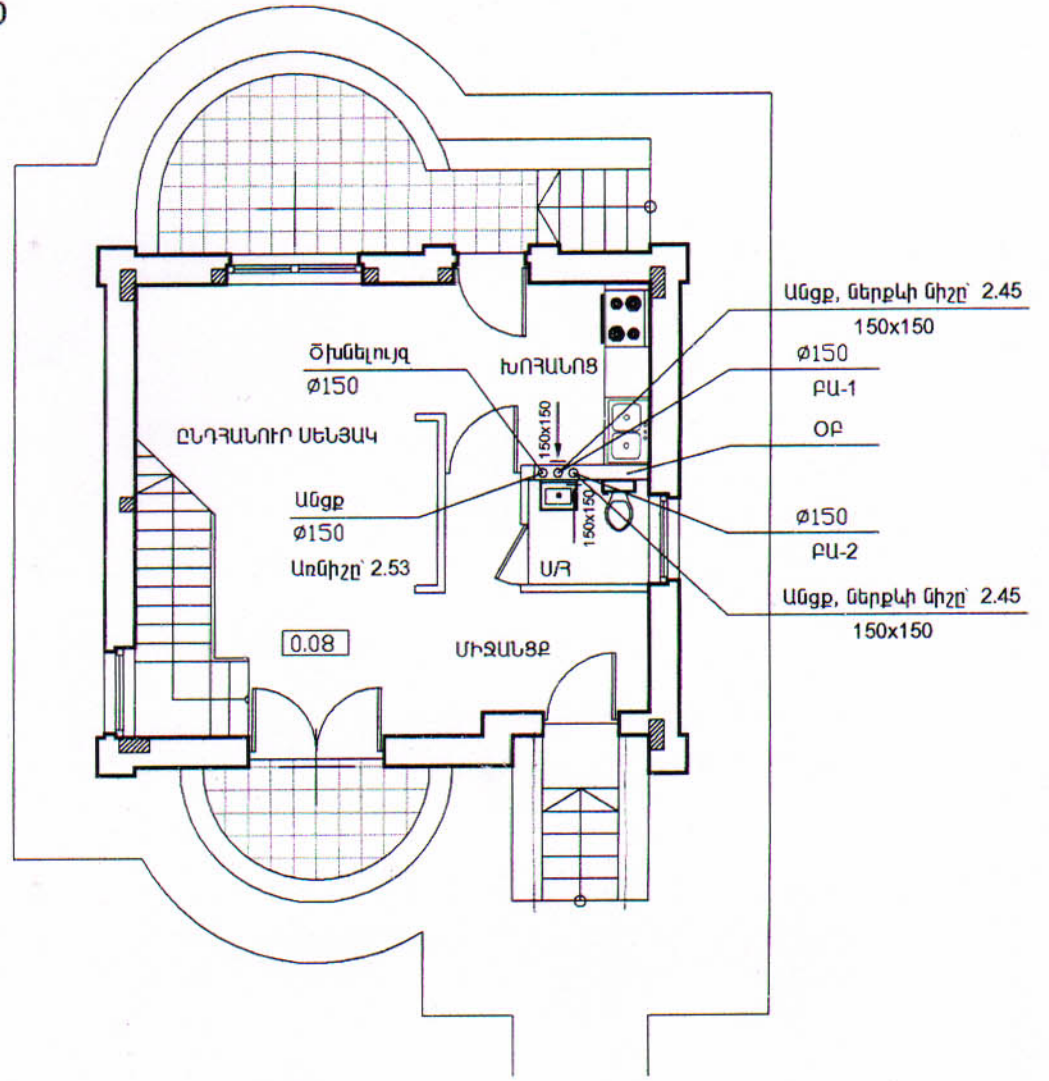 Անցք, ներքևի նիշը՝ 2.45
150x150
Ծխնելույզ
Ø150
ԽՈՀԱՆՈՑ
Ø150
ԲԱ-1
150x150
ԸՆԴՀԱՆՈՒՐ ՍԵՆՅԱԿ
ՕԲ
Անցք
Ø150
Առնիշը՝ 2.53
150x150
Ս/Հ
Ø150
ԲԱ-2
Անցք, ներքևի նիշը՝ 2.45
150x150
0.08
ՄԻՋԱՆՑՔ